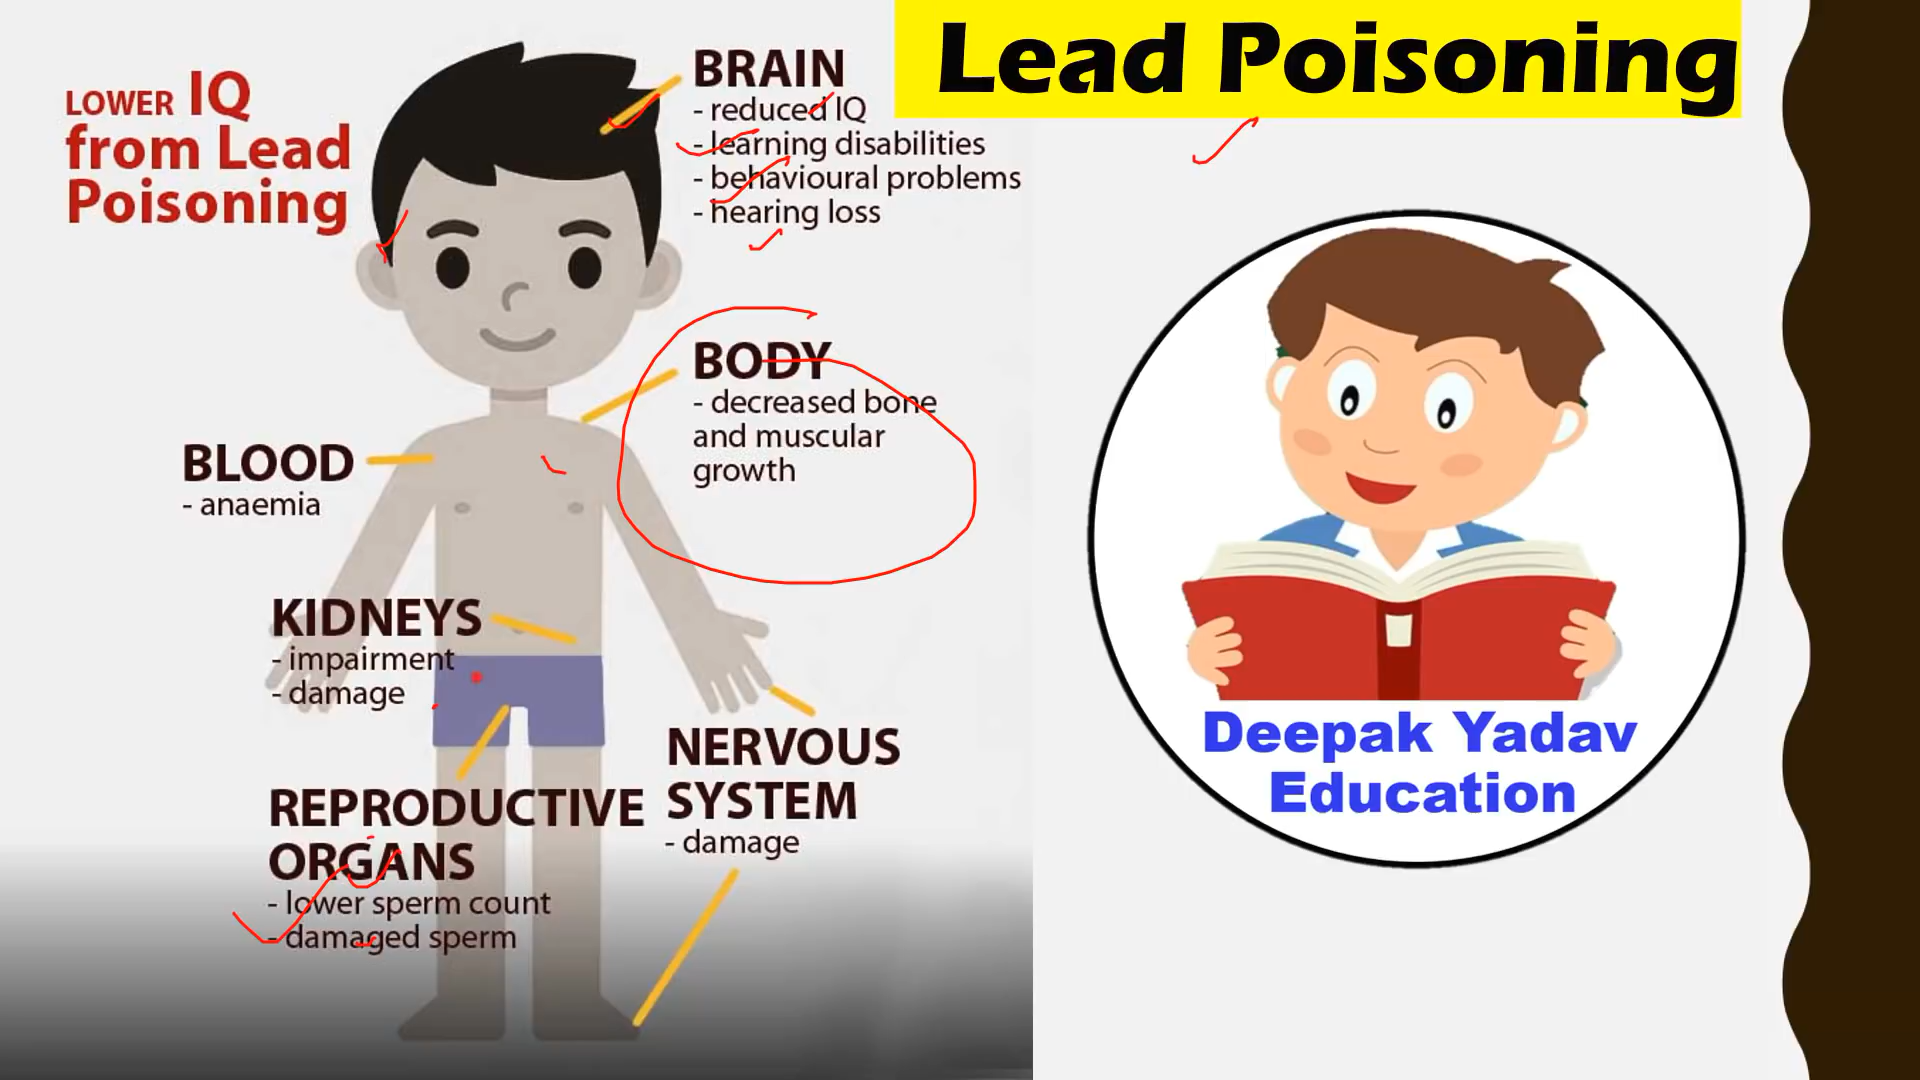 Lead Poisoning
LOWER IQ
from Lead
Poisoning
BRAIN
- reduced IQ
- learning disabilities
- behavioural problems
- hearing loss
BODY
- decreased bone
and muscular
growth
BLOOD
- anaemia
KIDNEYS
- impairment
- damage
REPRODUCTIVE
ORGANS
- lower sperm count
- damaged sperm
NERVOUS
SYSTEM
- damage
Deepak Yadav
Education